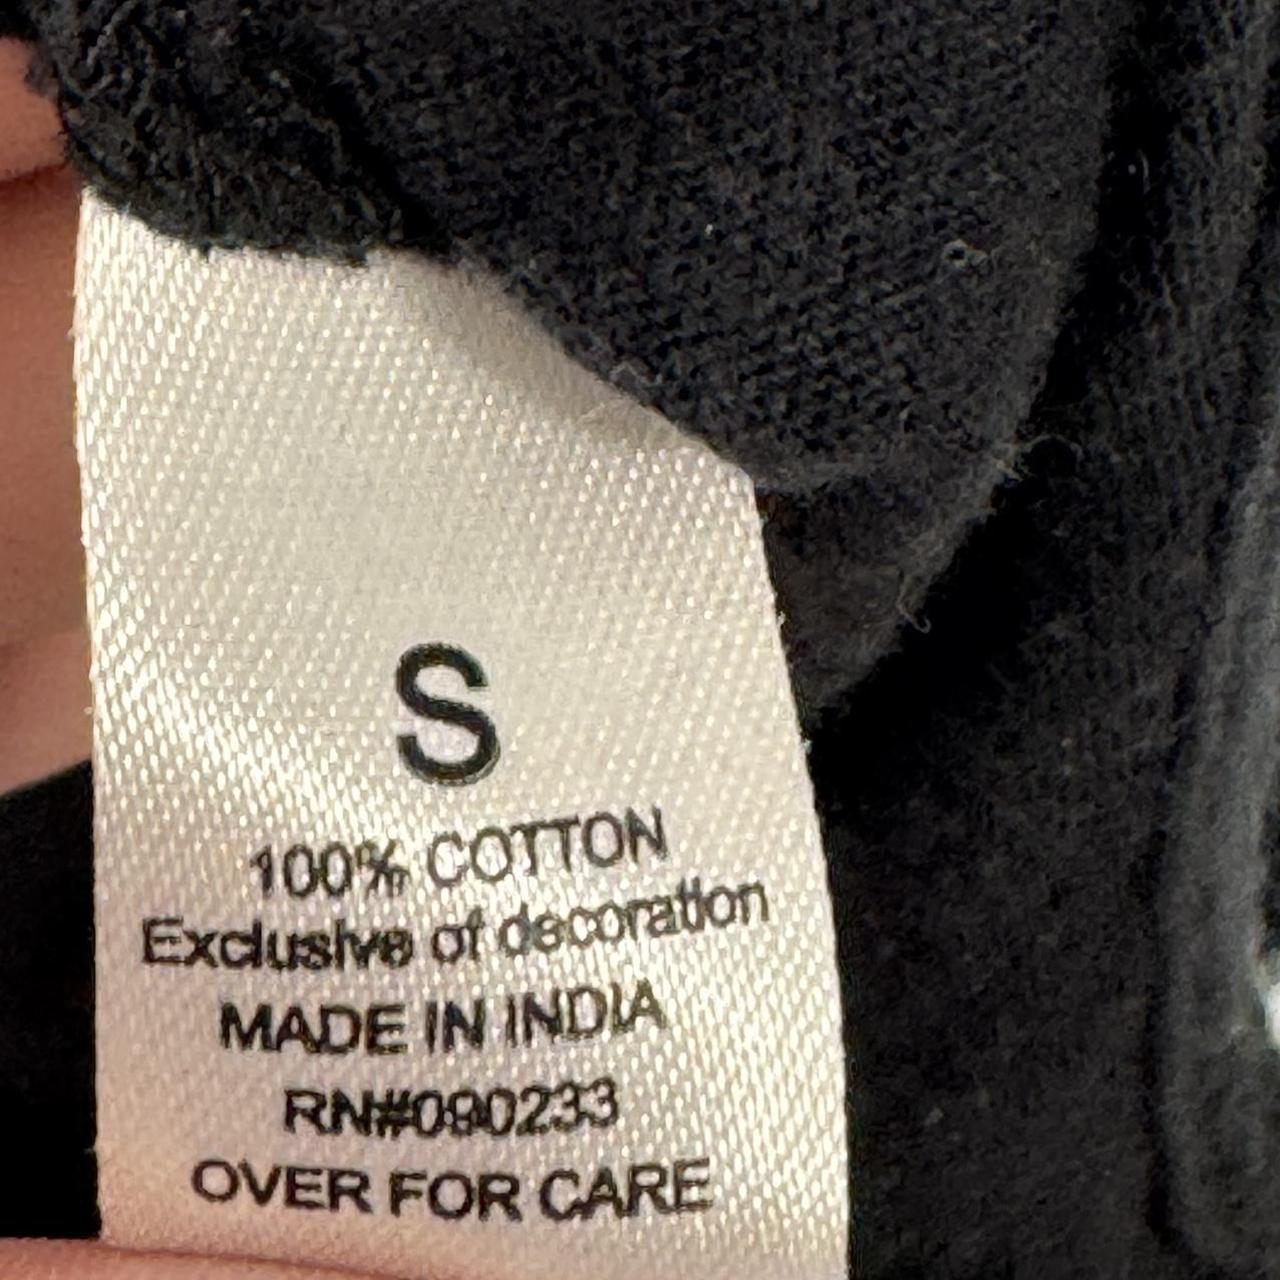 S
100% COTTON
Exclusive of decoration
MADE IN INDIA
RN#090233
OVER FOR CARE